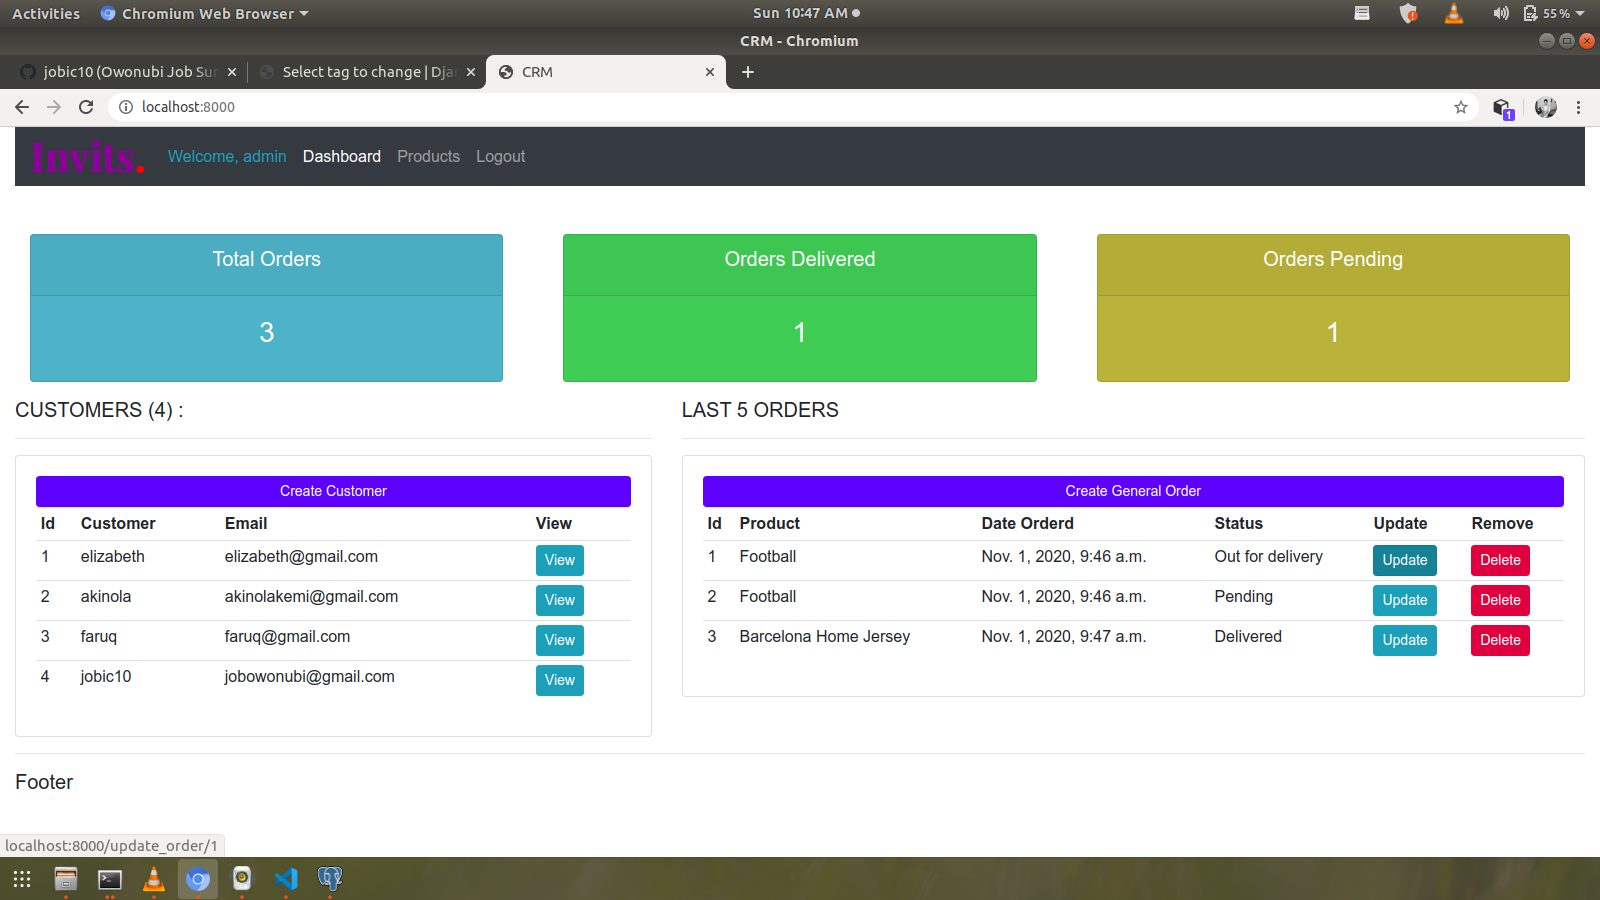 Activities Chromium Web Browser Sun 10:47 AM 55 %
CRM - Chromium
jobic10 (Owonubi Job Sur Select tag to change | Dja CRM
localhost:8000 1
Invits. Welcome, admin Dashboard Products Logout
Total Orders Orders Delivered Orders Pending
3 1 1
CUSTOMERS (4) : LAST 5 ORDERS
Create Customer Create General Order
Id Customer Email View Id Product Date Orderd Status Update Remove
1 elizabeth elizabeth@gmail.com View 1 Football Nov. 1, 2020, 9:46 a.m. Out for delivery Update Delete
2 akinola akinolakemi@gmail.com View 2 Football Nov. 1, 2020, 9:46 a.m. Pending Update Delete
3 faruq faruq@gmail.com View 3 Barcelona Home Jersey Nov. 1, 2020, 9:47 a.m. Delivered Update Delete
4 jobic10 jobowonubi@gmail.com View
Footer
localhost:8000/update_order/1